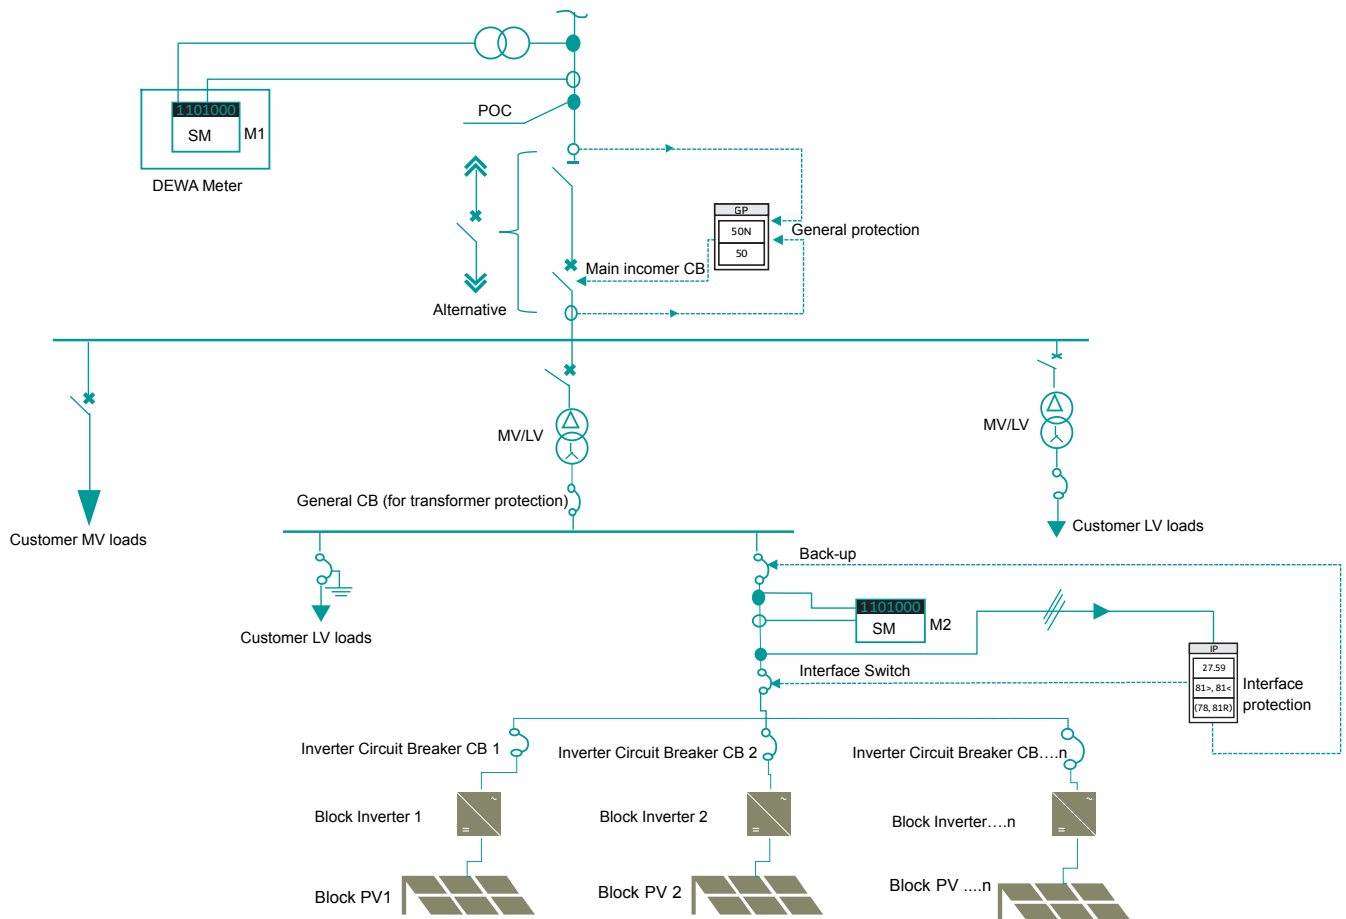 1101000
SM
M1
DEWA Meter
POC
GP
50N
50
General protection
Main incomer CB
Alternative
MV/LV
MV/LV
General CB (for transformer protection)
Customer MV loads
Customer LV loads
Back-up
1101000
SM
M2
Customer LV loads
Interface Switch
IP
27.59
81>, 81<
(78, 81R)
Interface
protection
Inverter Circuit Breaker CB 1
Inverter Circuit Breaker CB 2
Inverter Circuit Breaker CB....n
Block Inverter 1
Block Inverter 2
Block Inverter....n
Block PV1
Block PV 2
Block PV ....n